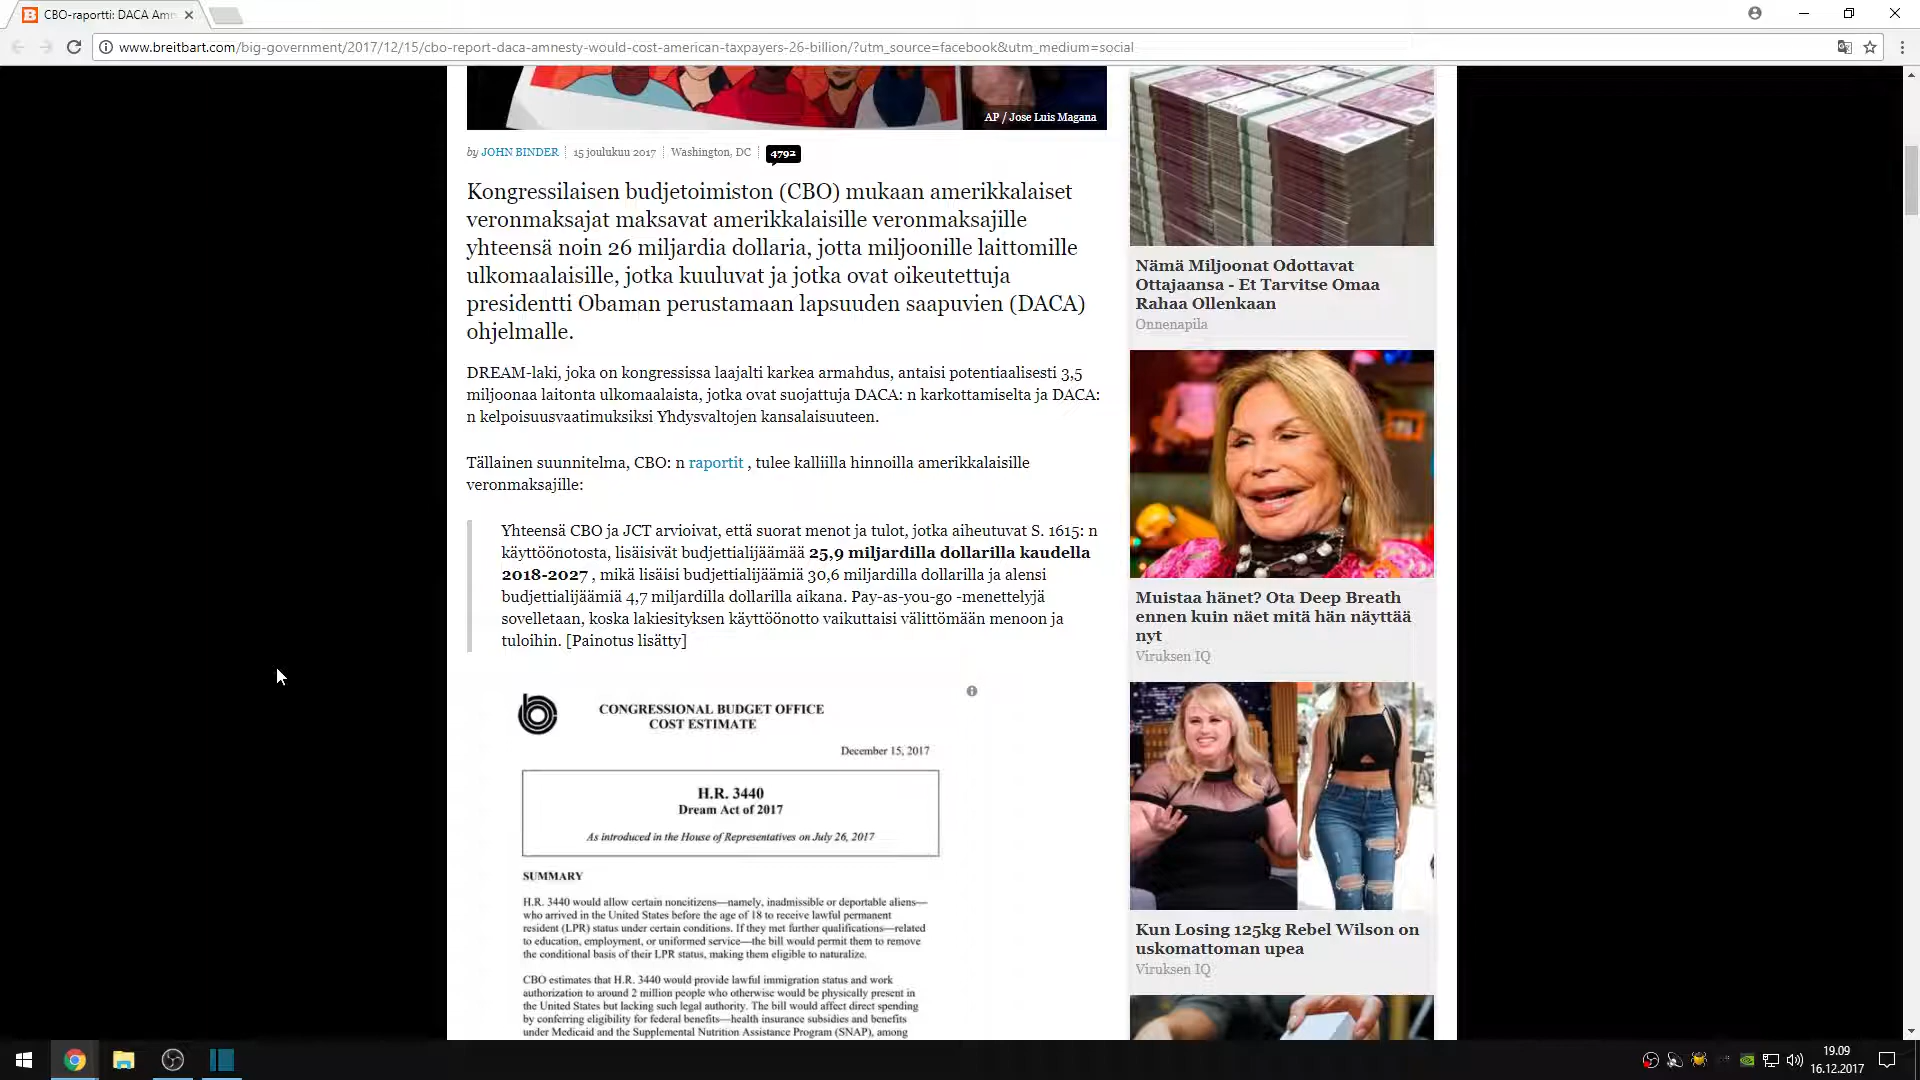 CBO-raportti: DACA Amn
www.breitbart.com/big-government/2017/12/15/cbo-report-daca-amnesty-would-cost-american-taxpayers-26-billion/?utm_source=facebook&utm_medium=social
AP / Jose Luis Magana
by JOHN BINDER 15 joulukuu 2017 Washington, DC 4792
Kongressilaisen budjetoimiston (CBO) mukaan amerikkalaiset
veronmaksajat maksavat amerikkalaisille veronmaksajille
yhteensä noin 26 miljardia dollaria, jotta miljoonille laittomille
ulkomaalaisille, jotka kuuluvat ja jotka ovat oikeutettuja
presidentti Obaman perustamaan lapsuuden saapuvien (DACA)
ohjelmalle.
DREAM-laki, joka on kongressissa laajalti karkea armahdus, antaisi potentiaalisesti 3,5
miljoonaa laitonta ulkomaalaista, jotka ovat suojattuja DACA: n karkottamiselta ja DACA:
n kelpoisuusvaatimuksiksi Yhdysvaltojen kansalaisuuteen.
Tällainen suunnitelma, CBO: n raportit , tulee kalliilla hinnoilla amerikkalaisille
veronmaksajille:
Yhteensä CBO ja JCT arvioivat, että suorat menot ja tulot, jotka aiheutuvat S. 1615: n
käyttöönotosta, lisäisivät budjettialijäämää 25,9 miljardilla dollarilla kaudella
2018-2027 , mikä lisäisi budjettialijäämiä 30,6 miljardilla dollarilla ja alensi
budjettialijäämiä 4,7 miljardilla dollarilla aikana. Pay-as-you-go -menettelyjä
sovelletaan, koska lakiesityksen käyttöönotto vaikuttaisi välittömään menoon ja
tuloihin. [Painotus lisätty]
CONGRESSIONAL BUDGET OFFICE
COST ESTIMATE
December 15, 2017
H.R. 3440
Dream Act of 2017
As introduced in the House of Representatives on July 26, 2017
SUMMARY
H.R. 3440 would allow certain noncitizens—namely, inadmissible or deportable aliens—
who arrived in the United States before the age of 18 to receive lawful permanent
resident (LPR) status under certain conditions. If they met further qualifications—related
to education, employment, or uniformed service—the bill would permit them to remove
the conditional basis of their LPR status, making them eligible to naturalize.
CBO estimates that H.R. 3440 would provide lawful immigration status and work
authorization to around 2 million people who otherwise would be physically present in
the United States but lacking such legal authority. The bill would affect direct spending
by conferring eligibility for federal benefits—health insurance subsidies and benefits
under Medicaid and the Supplemental Nutrition Assistance Program (SNAP), among
Nämä Miljoonat Odottavat
Ottajaansa - Et Tarvitse Omaa
Rahaa Ollenkaan
Onnenapila
Muistaa hänet? Ota Deep Breath
ennen kuin näet mitä hän näyttää
nyt
Viruksen IQ
Kun Losing 125kg Rebel Wilson on
uskomattoman upea
Viruksen IQ
19.09
16.12.2017